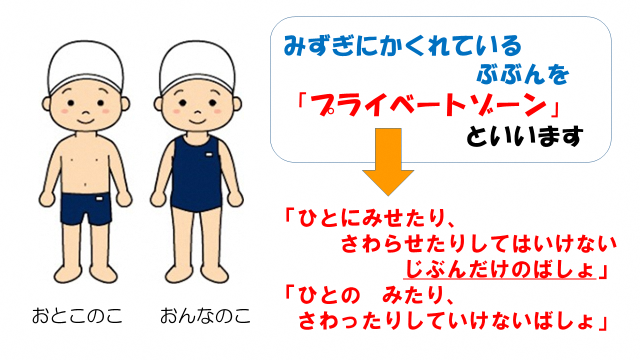 みずぎにかくれている
ぶぶんを
「プライベートゾーン」
といいます
「ひとにみせたり、
さわらせたりしてはいけない
じぶんだけのばしょ」
「ひとの　みたり、
さわったりしていけないばしょ」
おとこのこ
おんなのこ